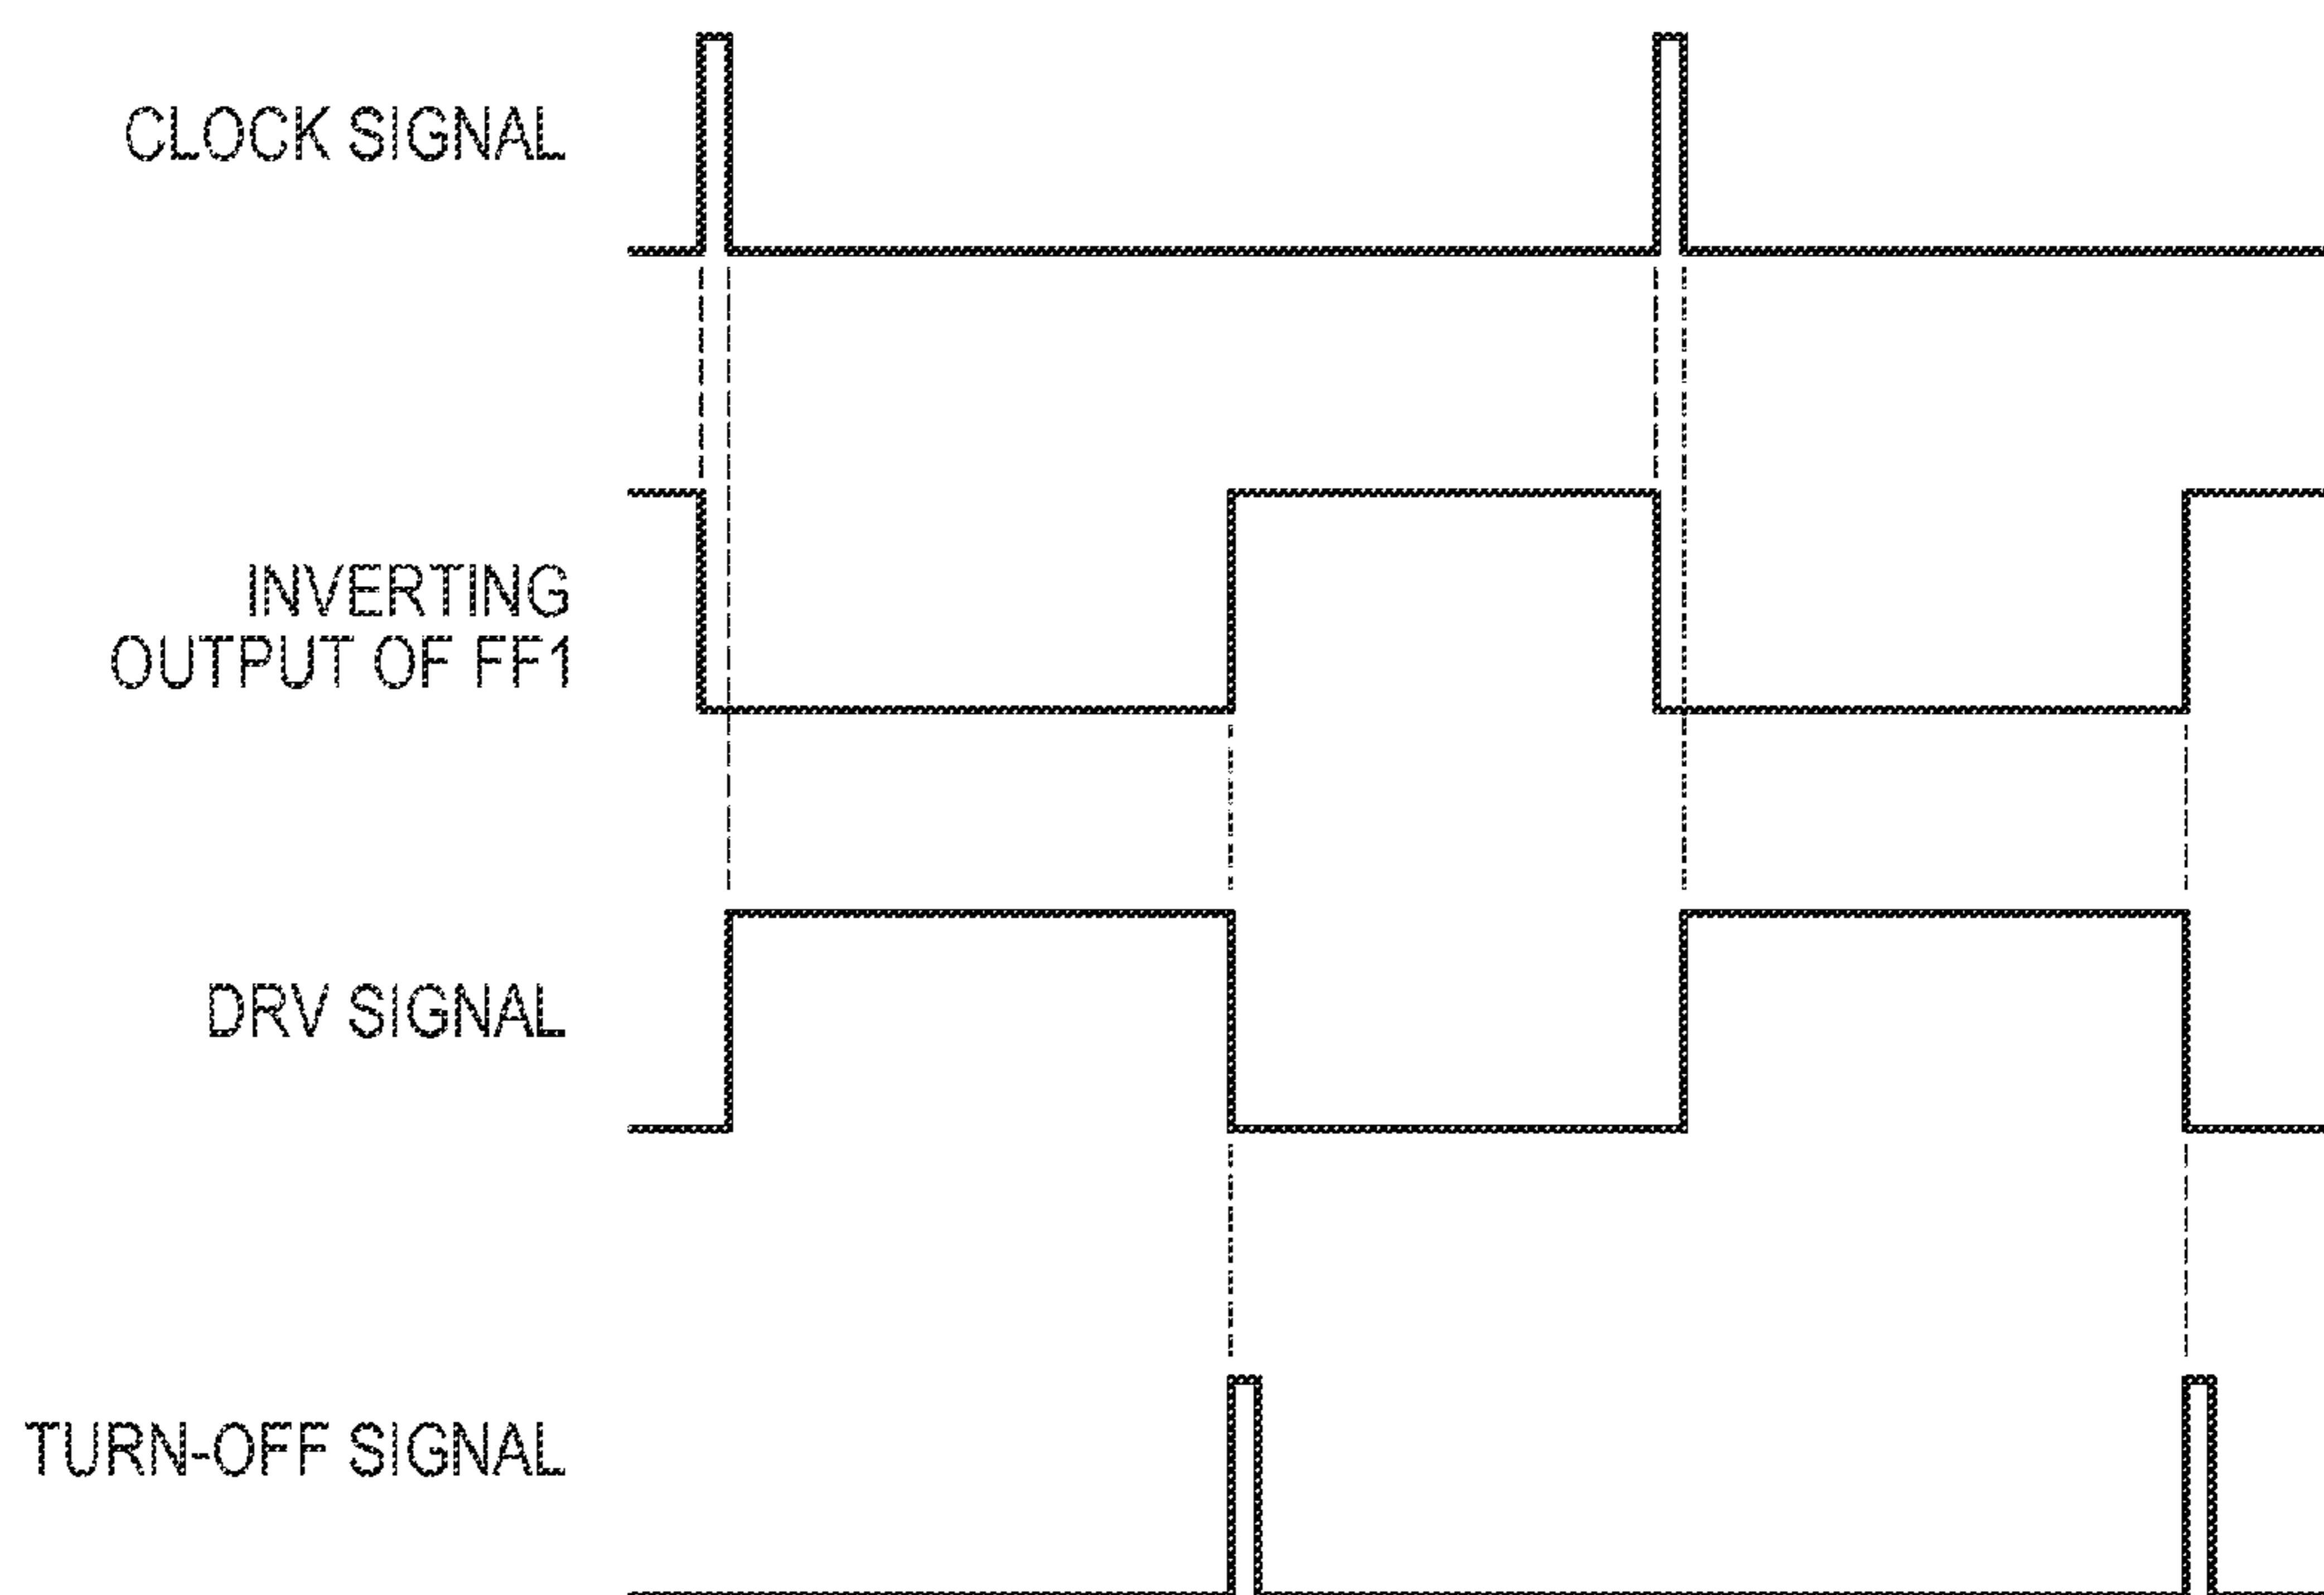 CLOCK SIGNAL
INVERTING
OUTPUT OF FF1
DRV SIGNAL
TURN-OFF SIGNAL